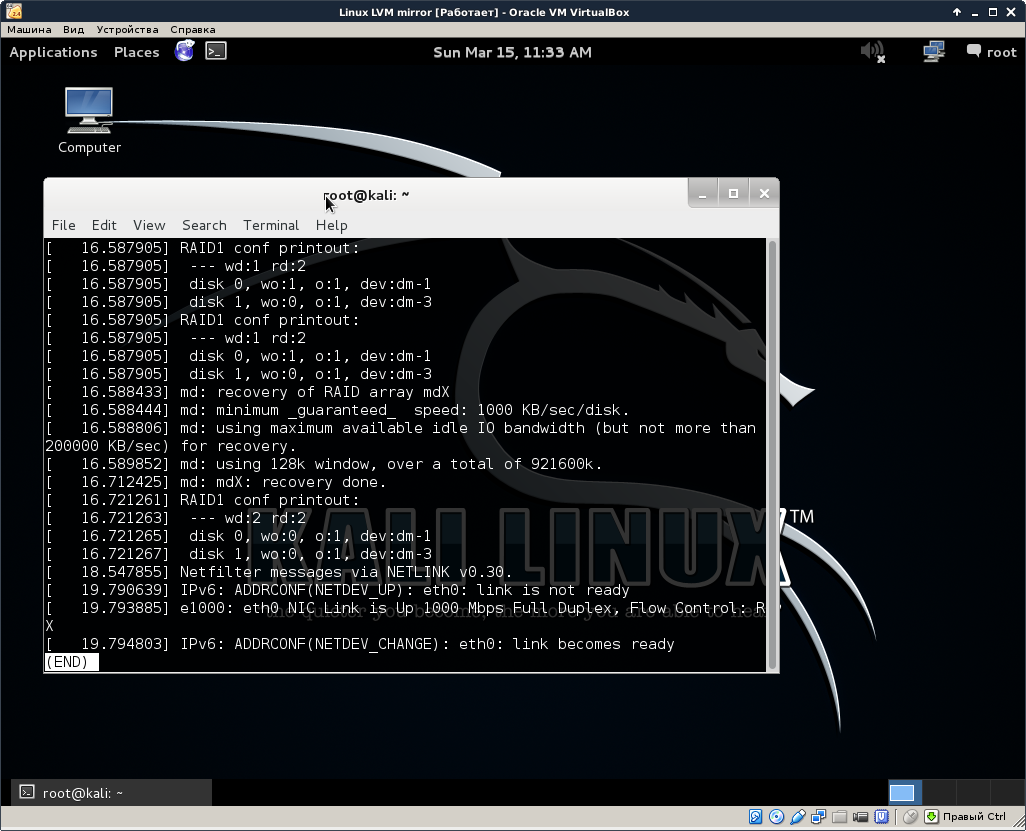 Linux LVM mirror [Работает] - Oracle VM VirtualBox
Машина Вид Устройства Справка
Applications Places Sun Mar 15, 11:33 AM root
Computer
root@kali: ~
File Edit View Search Terminal Help
[   16.587905] RAID1 conf printout:
[   16.587905]  --- wd:1 rd:2
[   16.587905]  disk 0, wo:1, o:1, dev:dm-1
[   16.587905]  disk 1, wo:0, o:1, dev:dm-3
[   16.587905] RAID1 conf printout:
[   16.587905]  --- wd:1 rd:2
[   16.587905]  disk 0, wo:1, o:1, dev:dm-1
[   16.587905]  disk 1, wo:0, o:1, dev:dm-3
[   16.588433] md: recovery of RAID array mdX
[   16.588444] md: minimum _guaranteed_  speed: 1000 KB/sec/disk.
[   16.588806] md: using maximum available idle IO bandwidth (but not more than
200000 KB/sec) for recovery.
[   16.589852] md: using 128k window, over a total of 921600k.
[   16.712425] md: mdX: recovery done.
[   16.721261] RAID1 conf printout:
[   16.721263]  --- wd:2 rd:2
[   16.721265]  disk 0, wo:0, o:1, dev:dm-1
[   16.721267]  disk 1, wo:0, o:1, dev:dm-3
[   18.547855] Netfilter messages via NETLINK v0.30.
[   19.790639] IPv6: ADDRCONF(NETDEV_UP): eth0: link is not ready
[   19.793885] e1000: eth0 NIC Link is Up 1000 Mbps Full Duplex, Flow Control: R
X
[   19.794803] IPv6: ADDRCONF(NETDEV_CHANGE): eth0: link becomes ready
(END)
KALI LINUX TM
the quieter you become, the more you are able to hear
root@kali: ~
Правый Ctrl